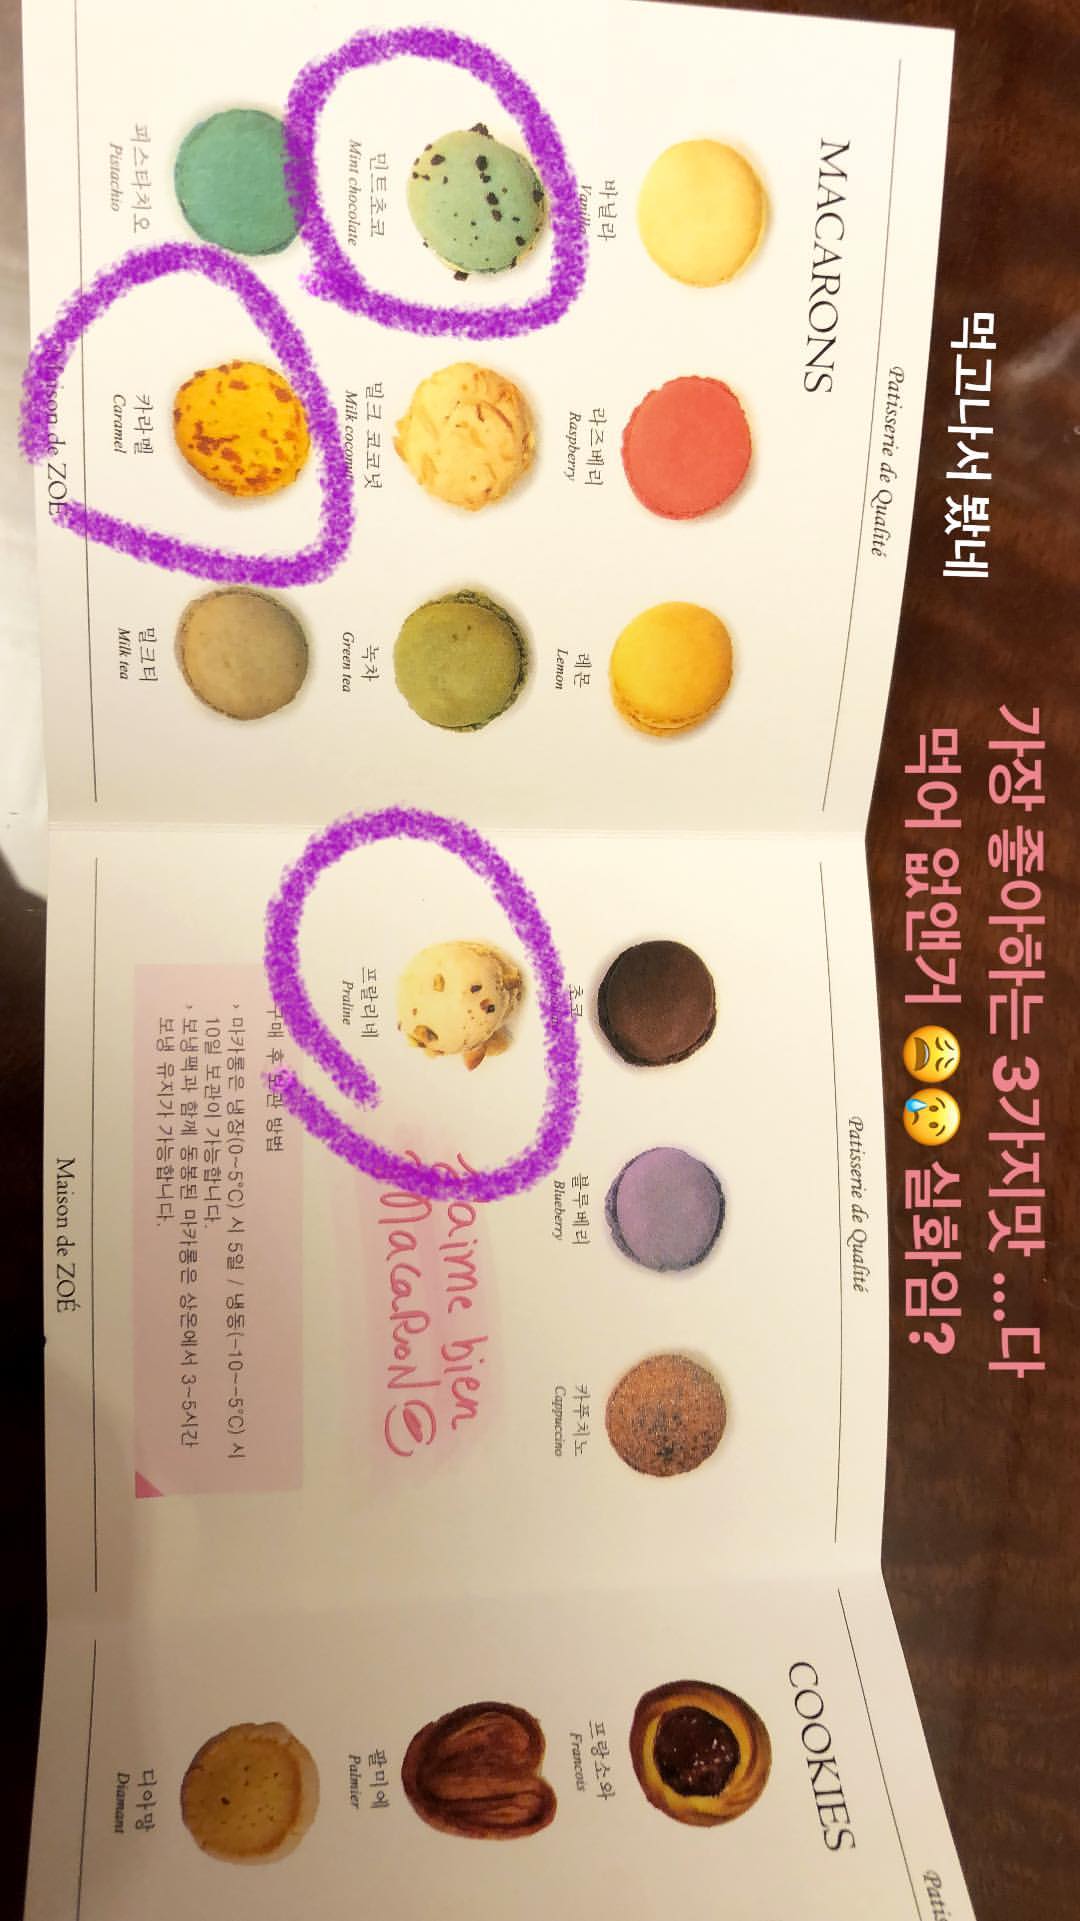 먹고나서 봤네
가장 좋아하는 3가지맛 ...다
먹어 없앤거 😩😢 실화임?
Patisserie de Qualité
MACARONS
바닐라
Vanilla
라즈베리
Raspberry
레몬
Lemon
민트초코
Mint chocolate
밀크 코코넛
Milk coconut
녹차
Green tea
피스타치오
Pistachio
카라멜
Caramel
밀크티
Milk tea
Maison de ZOÉ
Patisserie de Qualité
초코
블루베리
Blueberry
카푸치노
Cappuccino
프랄리네
Praline
J'aime bien
MacaRoN
구매 후 보관 방법
› 마카롱은 냉장(0~5°C) 시 5일 / 냉동(-10~-5°C) 시
10일 보관이 가능합니다.
› 보냉팩과 함께 동봉된 마카롱은 상온에서 3~5시간
보냉 유지가 가능합니다.
Maison de ZOÉ
Patis
COOKIES
프랑소와
Francois
팔미에
Palmier
디아망
Diamant